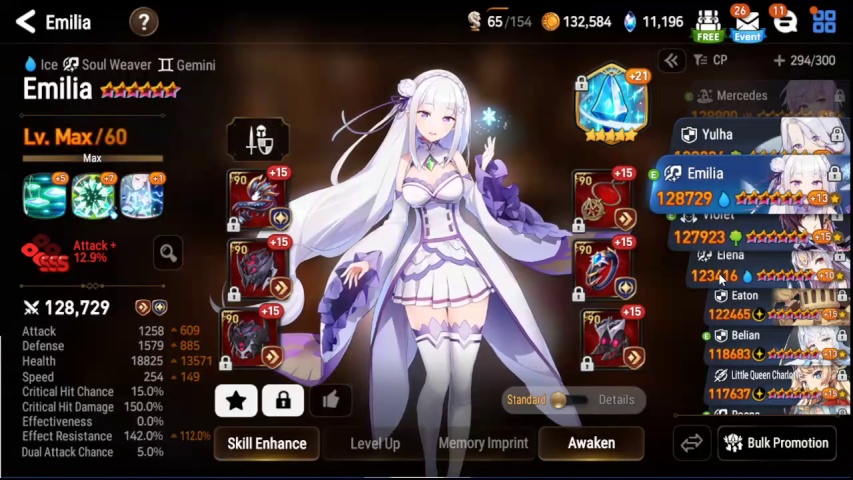 Emilia
?
65/154
132,584
11,196
FREE
26
Event
11
Ice Soul Weaver Gemini
Emilia
Lv. Max/60
Max
+5
+7
+1
Attack +
12.9%
128,729
Attack 1258 609
Defense 1579 885
Health 18825 13571
Speed 254 149
Critical Hit Chance 15.0%
Critical Hit Damage 150.0%
Effectiveness 0.0%
Effect Resistance 142.0% 112.0%
Dual Attack Chance 5.0%
+21
90 +15
90 +15
90 +15
90 +15
90 +15
90 +15
Standard Details
Skill Enhance
Level Up
Memory Imprint
Awaken
CP
294/300
Mercedes
Yulha
E
Emilia
128729
+13
Violet
127923
+15
Elena
123416
+10
Eaton
122465
+15
Belian
118683
Little Queen Charlotte
117637
+15
Bulk Promotion